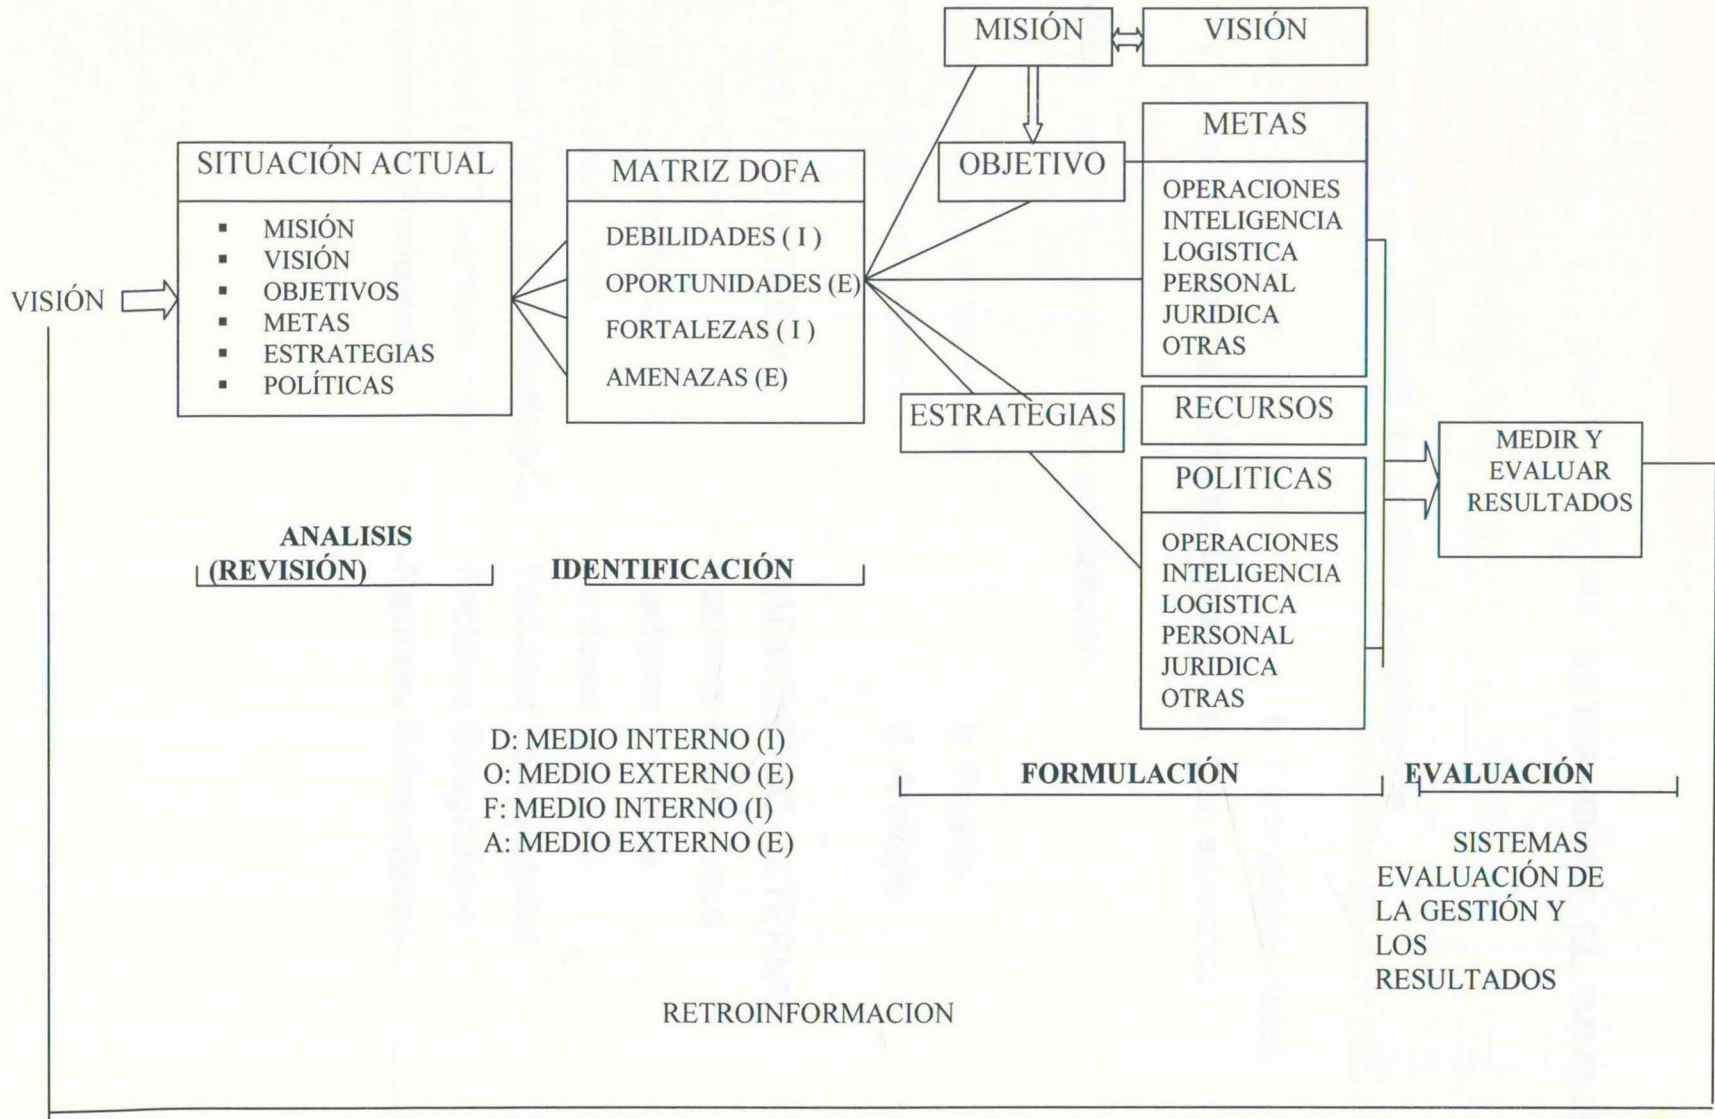 MISIÓN
VISIÓN
METAS
OPERACIONES
INTELIGENCIA
LOGISTICA
PERSONAL
JURIDICA
OTRAS
OBJETIVO
SITUACIÓN ACTUAL
▪ MISIÓN
▪ VISIÓN
▪ OBJETIVOS
▪ METAS
▪ ESTRATEGIAS
▪ POLÍTICAS
MATRIZ DOFA
DEBILIDADES ( I )
OPORTUNIDADES (E)
FORTALEZAS ( I )
AMENAZAS (E)
VISIÓN
ESTRATEGIAS
RECURSOS
POLITICAS
OPERACIONES
INTELIGENCIA
LOGISTICA
PERSONAL
JURIDICA
OTRAS
MEDIR Y
EVALUAR
RESULTADOS
ANALISIS
(REVISIÓN)
IDENTIFICACIÓN
FORMULACIÓN
EVALUACIÓN
D: MEDIO INTERNO (I)
O: MEDIO EXTERNO (E)
F: MEDIO INTERNO (I)
A: MEDIO EXTERNO (E)
SISTEMAS
EVALUACIÓN DE
LA GESTIÓN Y
LOS
RESULTADOS
RETROINFORMACION